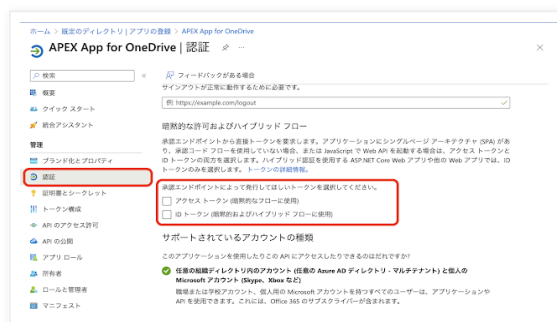 ホーム > 既定のディレクトリ | アプリの登録 > APEX App for OneDrive
APEX App for OneDrive | 認証
検索
概要
クイック スタート
統合アシスタント
管理
ブランド化とプロパティ
認証
証明書とシークレット
トークン構成
API のアクセス許可
API の公開
アプリ ロール
所有者
ロールと管理者
マニフェスト
フィードバックがある場合
サインアウトが正常に動作するために必要です。
例: https://example.com/logout
暗黙的な許可およびハイブリッド フロー
承認エンドポイントから直接トークンを要求します。アプリケーションにシングルページ アーキテクチャ (SPA) があ
り、承認コード フローを使用していない場合、または JavaScript で Web API を起動する場合は、アクセス トークンと
ID トークンの両方を選択します。ハイブリッド認証を使用する ASP.NET Core Web アプリや他の Web アプリでは、ID
トークンのみを選択します。 トークンの詳細情報。
承認エンドポイントによって発行してほしいトークンを選択してください。
アクセス トークン (暗黙的なフローに使用)
ID トークン (暗黙的およびハイブリッド フローに使用)
サポートされているアカウントの種類
このアプリケーションを使用したりこの API にアクセスしたりできるのはだれですか?
任意の組織ディレクトリ内のアカウント (任意の Azure AD ディレクトリ - マルチテナント) と個人の
Microsoft アカウント (Skype、Xbox など)
職場または学校アカウント、個人用の Microsoft アカウントを持つすべてのユーザーは、アプリケーションや
API を使用できます。これには、Office 365 のサブスクライバーが含まれます。